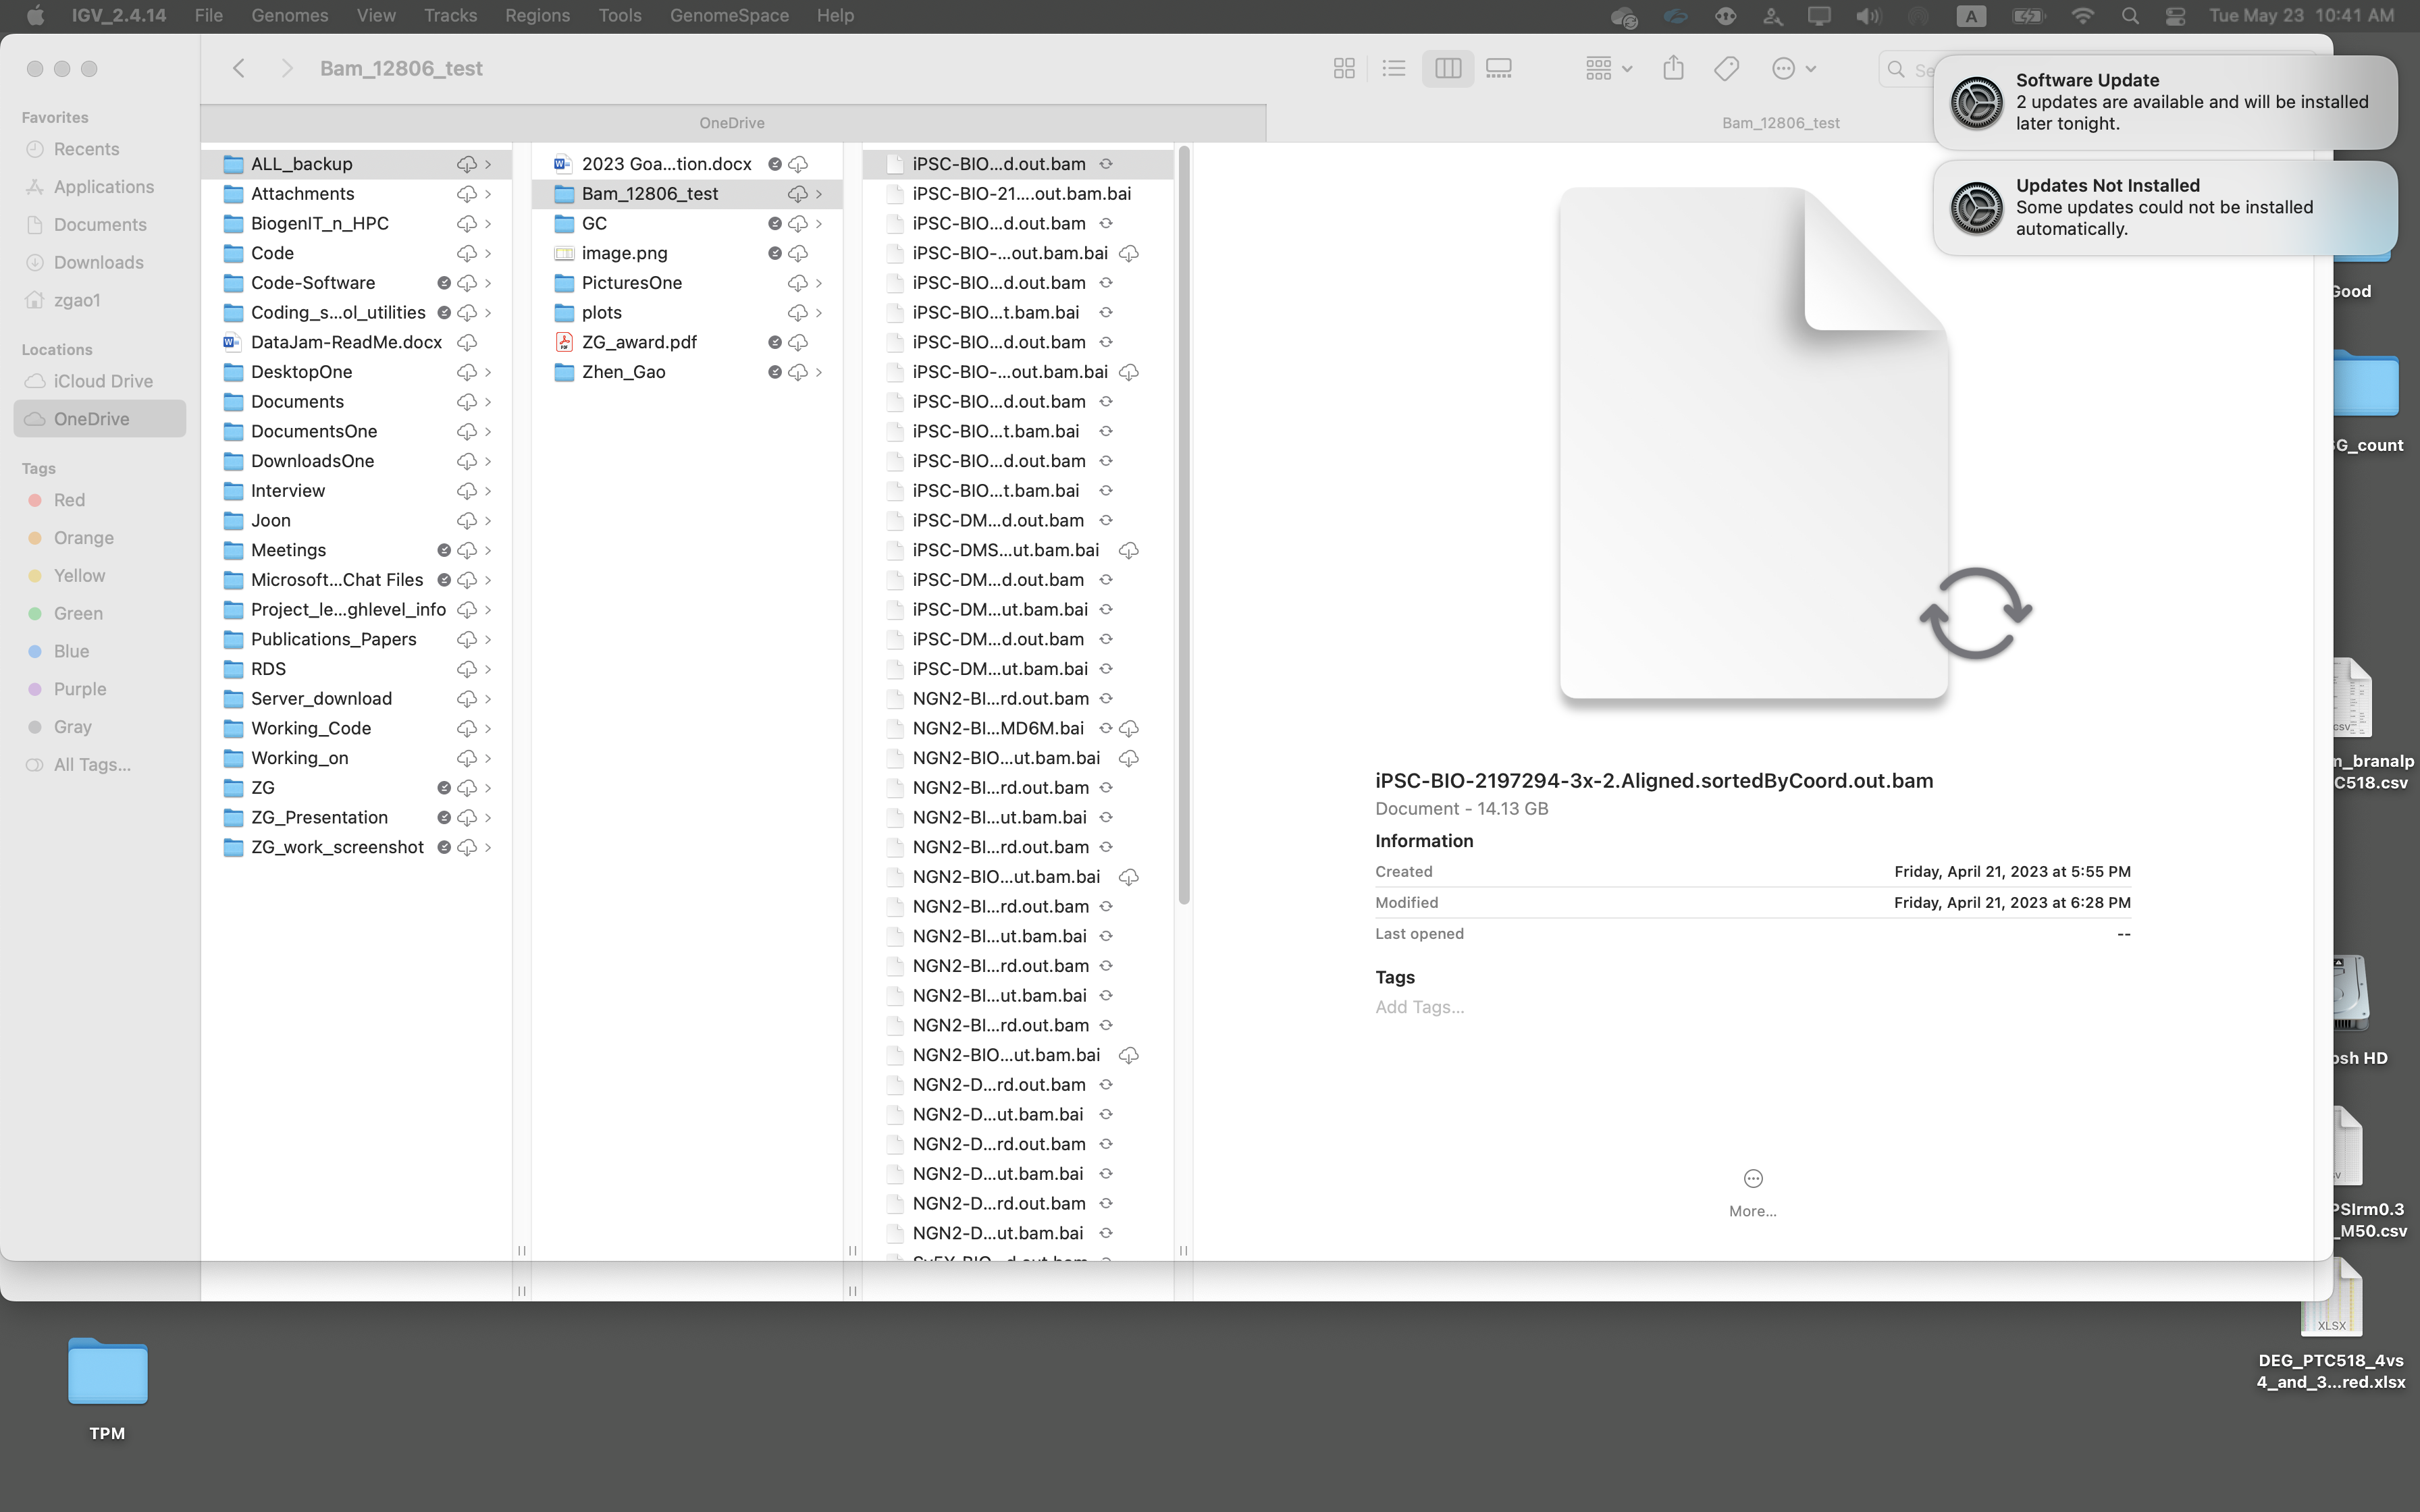 IGV_2.4.14 File Genomes View Tracks Regions Tools GenomeSpace Help A Tue May 23 10:41 AM
Bam_12806_test
Software Update
2 updates are available and will be installed
later tonight.
Updates Not Installed
Some updates could not be installed
automatically.
OneDrive
Bam_12806_test
Favorites
Recents
Applications
Documents
Downloads
zgao1
Locations
iCloud Drive
OneDrive
Tags
Red
Orange
Yellow
Green
Blue
Purple
Gray
All Tags...
ALL_backup
Attachments
BiogenIT_n_HPC
Code
Code-Software
Coding_s...ol_utilities
DataJam-ReadMe.docx
DesktopOne
Documents
DocumentsOne
DownloadsOne
Interview
Joon
Meetings
Microsoft...Chat Files
Project_le...ghlevel_info
Publications_Papers
RDS
Server_download
Working_Code
Working_on
ZG
ZG_Presentation
ZG_work_screenshot
2023 Goa...tion.docx
Bam_12806_test
GC
image.png
PicturesOne
plots
ZG_award.pdf
Zhen_Gao
iPSC-BIO...d.out.bam
iPSC-BIO-21....out.bam.bai
iPSC-BIO...d.out.bam
iPSC-BIO-...out.bam.bai
iPSC-BIO...d.out.bam
iPSC-BIO...t.bam.bai
iPSC-BIO...d.out.bam
iPSC-BIO-...out.bam.bai
iPSC-BIO...d.out.bam
iPSC-BIO...t.bam.bai
iPSC-BIO...d.out.bam
iPSC-BIO...t.bam.bai
iPSC-DM...d.out.bam
iPSC-DMS...ut.bam.bai
iPSC-DM...d.out.bam
iPSC-DM...ut.bam.bai
iPSC-DM...d.out.bam
iPSC-DM...ut.bam.bai
NGN2-BI...rd.out.bam
NGN2-BI...MD6M.bai
NGN2-BIO...ut.bam.bai
NGN2-BI...rd.out.bam
NGN2-BI...ut.bam.bai
NGN2-BI...rd.out.bam
NGN2-BIO...ut.bam.bai
NGN2-BI...rd.out.bam
NGN2-BI...ut.bam.bai
NGN2-BI...rd.out.bam
NGN2-BI...ut.bam.bai
NGN2-BI...rd.out.bam
NGN2-BIO...ut.bam.bai
NGN2-D...rd.out.bam
NGN2-D...ut.bam.bai
NGN2-D...rd.out.bam
NGN2-D...ut.bam.bai
NGN2-D...rd.out.bam
NGN2-D...ut.bam.bai
iPSC-BIO-2197294-3x-2.Aligned.sortedByCoord.out.bam
Document - 14.13 GB
Information
Created Friday, April 21, 2023 at 5:55 PM
Modified Friday, April 21, 2023 at 6:28 PM
Last opened --
Tags
Add Tags...
More...
Good
G_count
csv
_branalp
C518.csv
osh HD
PSIrm0.3
_M50.csv
XLSX
DEG_PTC518_4vs
4_and_3...red.xlsx
TPM